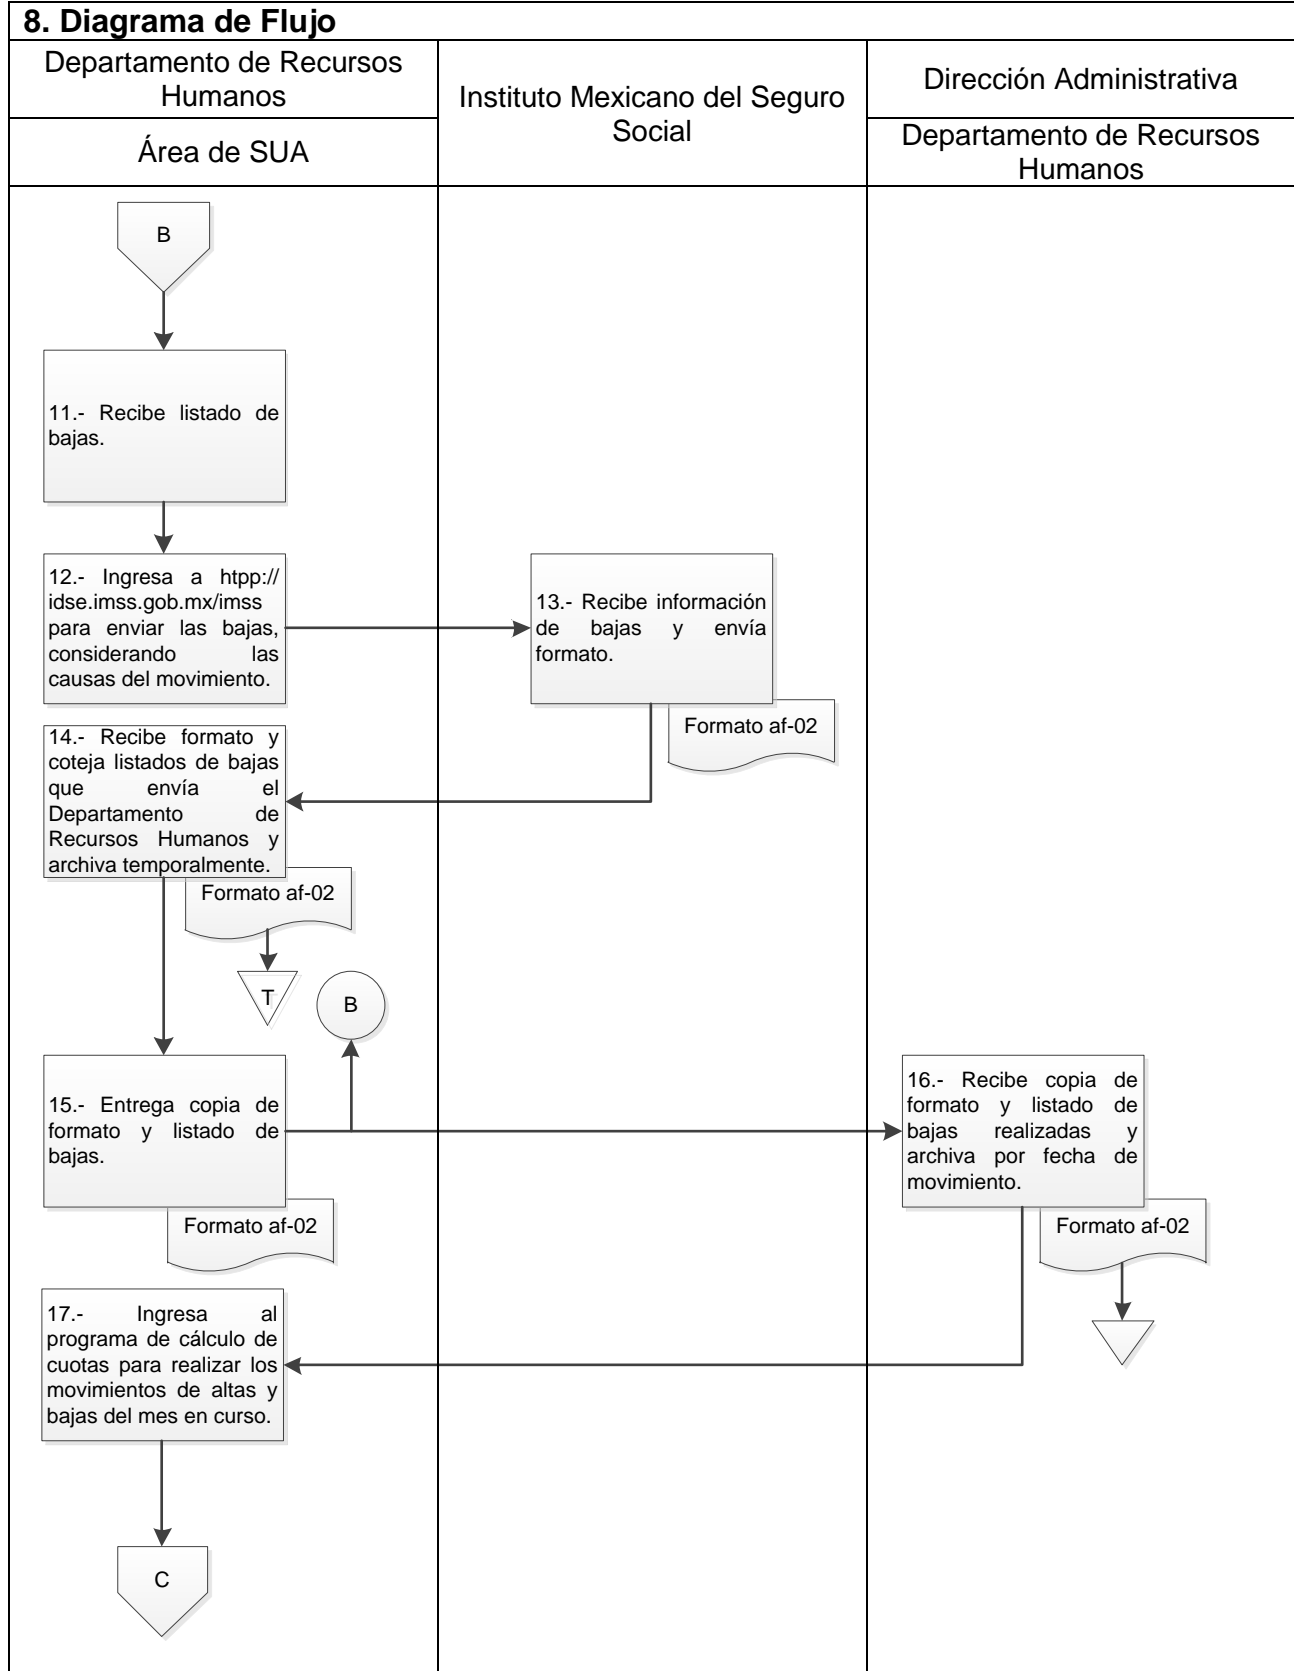 8. Diagrama de Flujo
Departamento de Recursos
Humanos
Área de SUA
Instituto Mexicano del Seguro
Social
Dirección Administrativa
Departamento de Recursos
Humanos
B
11.- Recibe listado de
bajas.
12.- Ingresa a htpp://
idse.imss.gob.mx/imss
para enviar las bajas,
considerando las
causas del movimiento.
13.- Recibe información
de bajas y envía
formato.
Formato af-02
14.- Recibe formato y
coteja listados de bajas
que envía el
Departamento de
Recursos Humanos y
archiva temporalmente.
Formato af-02
T
B
15.- Entrega copia de
formato y listado de
bajas.
Formato af-02
16.- Recibe copia de
formato y listado de
bajas realizadas y
archiva por fecha de
movimiento.
Formato af-02
17.- Ingresa al
programa de cálculo de
cuotas para realizar los
movimientos de altas y
bajas del mes en curso.
C